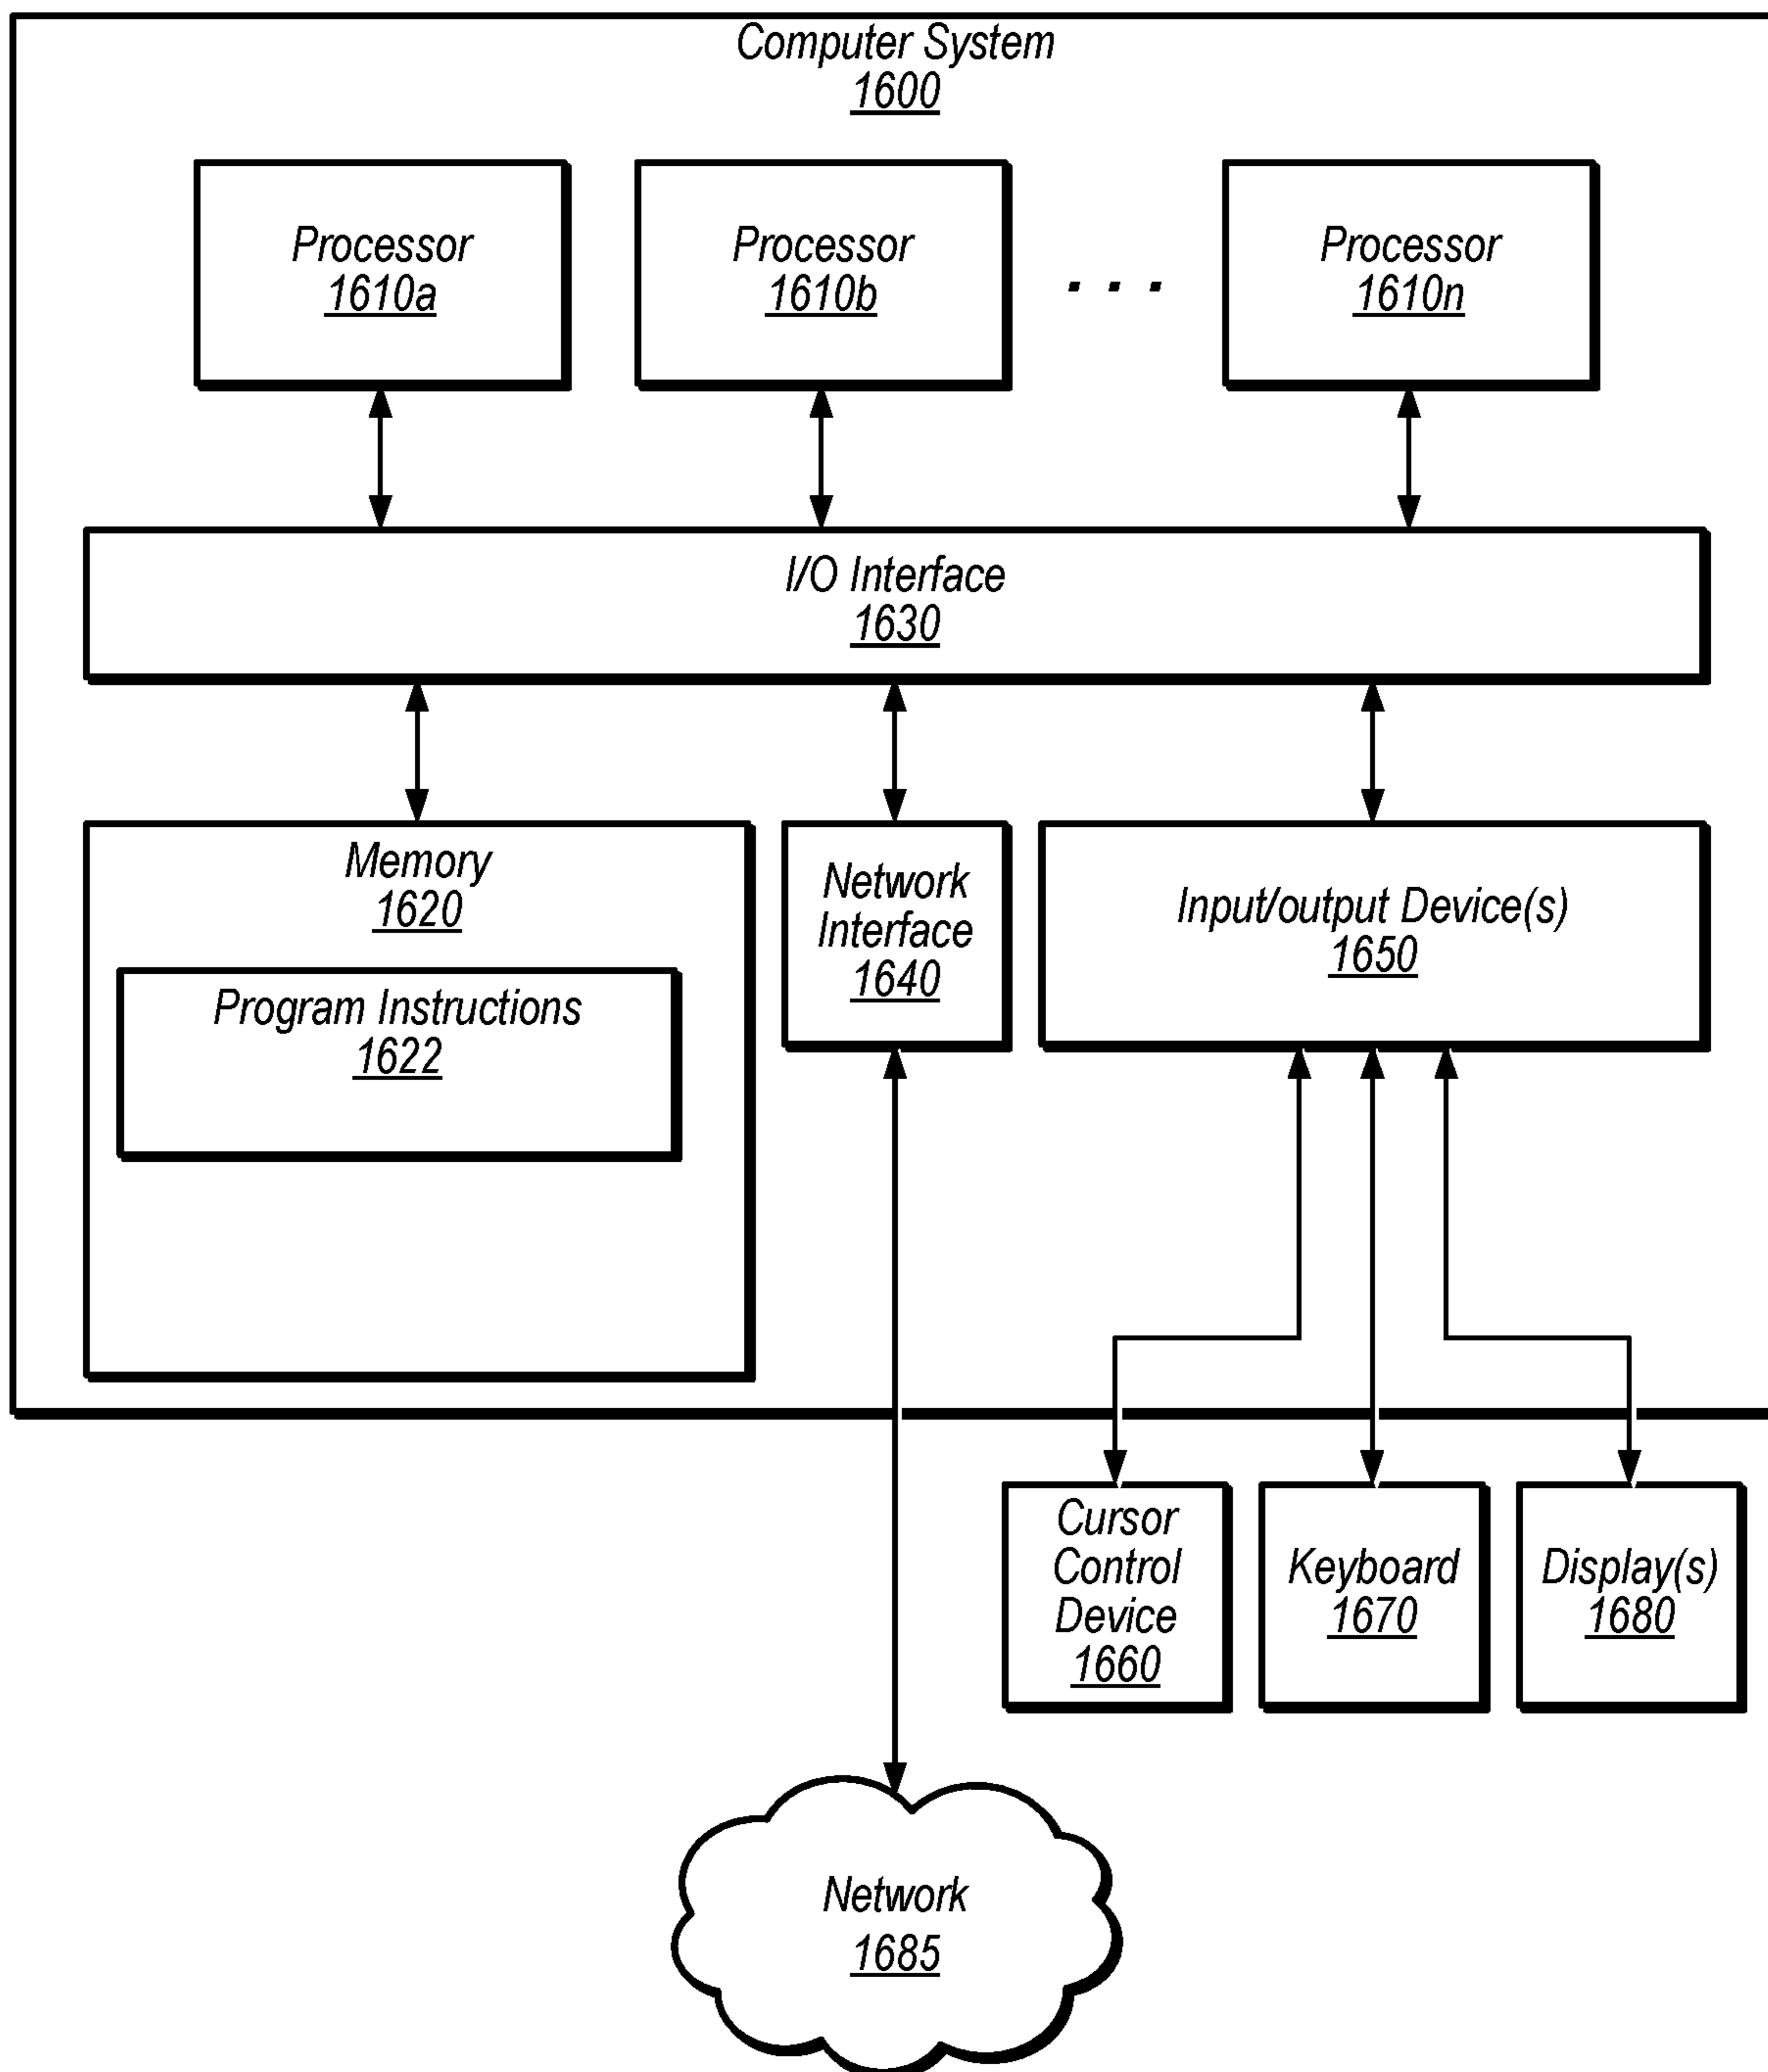 Computer System
1600
Processor
1610a
Processor
1610b
. . .
Processor
1610n
I/O Interface
1630
Memory
1620
Program Instructions
1622
Network
Interface
1640
Input/output Device(s)
1650
Cursor
Control
Device
1660
Keyboard
1670
Display(s)
1680
Network
1685